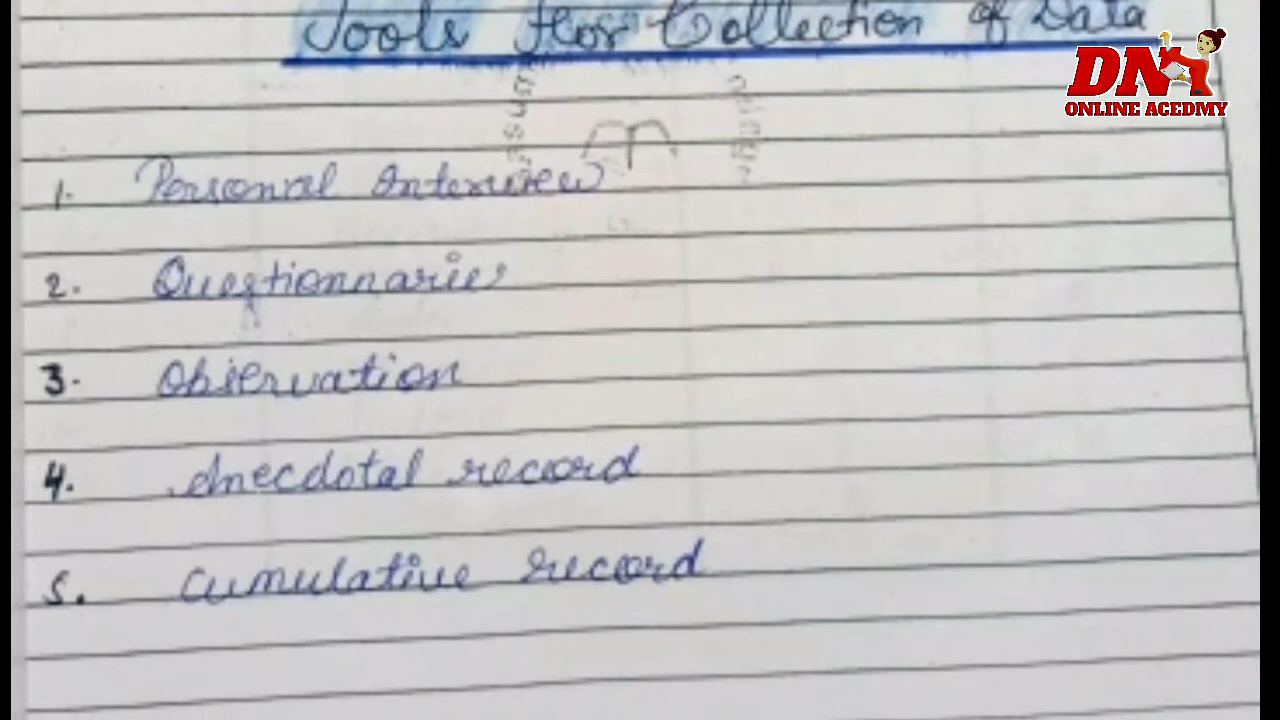 Tools for Collection of Data
DNA
ONLINE ACEDMY
1. Personal Interview
2. Questionnaries
3. Observation
4. Anecdotal record
5. Cumulative record